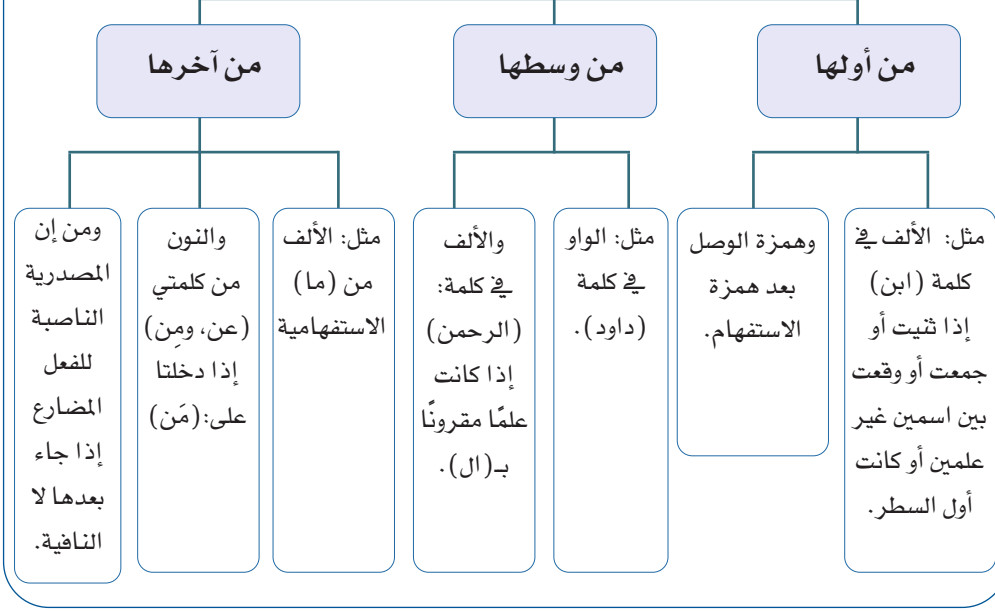 من أولها
من وسطها
من آخرها
مثل: الألف في
كلمة (ابن)
إذا ثنيت أو
جمعت أو وقعت
بين اسمين غير
علمين أو كانت
أول السطر.
وهمزة الوصل
بعد همزة
الاستفهام.
مثل: الواو
في كلمة
(داود).
والألف
في كلمة:
(الرحمن)
إذا كانت
علمًا مقرونًا
بـ(ال).
مثل: الألف
من (ما)
الاستفهامية
والنون
من كلمتي
(عن، ومِن)
إذا دخلتا
على:(مَن)
ومن إن
المصدرية
الناصبة
للفعل
المضارع
إذا جاء
بعدها لا
النافية.